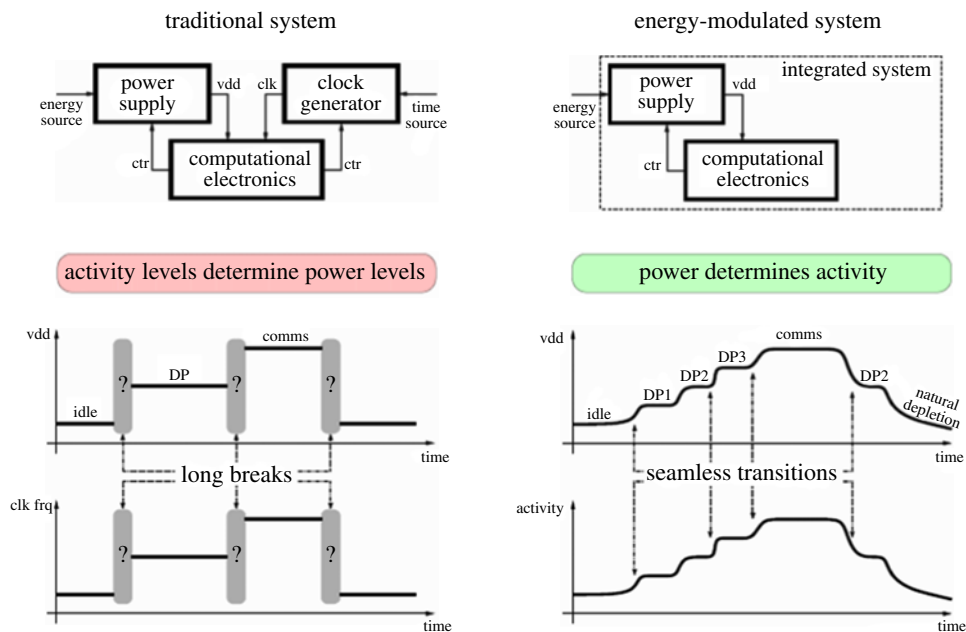 traditional system
energy-modulated system
power
supply
vdd
clk
clock
generator
energy
source
time
source
ctr
computational
electronics
ctr
integrated system
power
supply
vdd
energy
source
ctr
computational
electronics
activity levels determine power levels
power determines activity
vdd
idle
?
DP
?
comms
?
time
long breaks
clk frq
?
?
?
time
vdd
idle
DP1
DP2
DP3
comms
DP2
natural
depletion
time
seamless transitions
activity
time